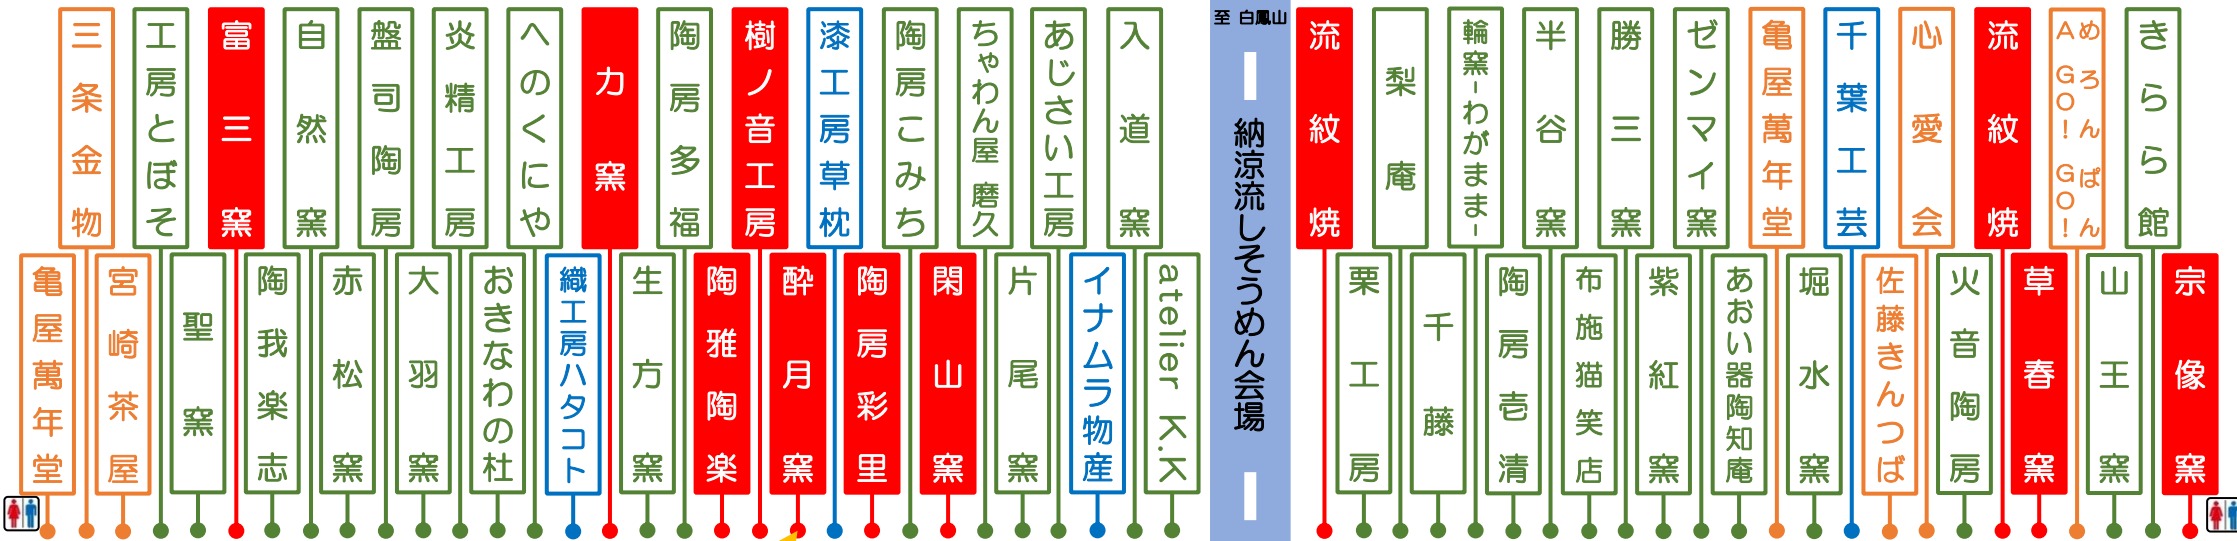 三条金物
工房とぼそ
富三窯
自然窯
盤司陶房
炎精工房
へのくにや
力窯
陶房多福
樹ノ音工房
漆工房草枕
陶房こみち
ちゃわん屋 磨久
あじさい工房
入道窯
亀屋萬年堂
宮崎茶屋
聖窯
陶我楽志
赤松窯
大羽窯
おきなわの杜
織工房ハタコト
生方窯
陶雅陶楽
酔月窯
陶房彩里
閑山窯
片尾窯
イナムラ物産
atelier K.K
至 白鳳山
納涼流しそうめん会場
流紋焼
梨庵
輪窯-わがまま-
半谷窯
勝三窯
ゼンマイ窯
亀屋萬年堂
千葉工芸
心愛会
流紋焼
めろんぱん
A GO! GO!
きらら館
栗工房
千藤
陶房壱清
布施猫笑店
紫紅窯
あおい器陶知庵
堀水窯
佐藤きんつば
火音陶房
草春窯
山王窯
宗像窯